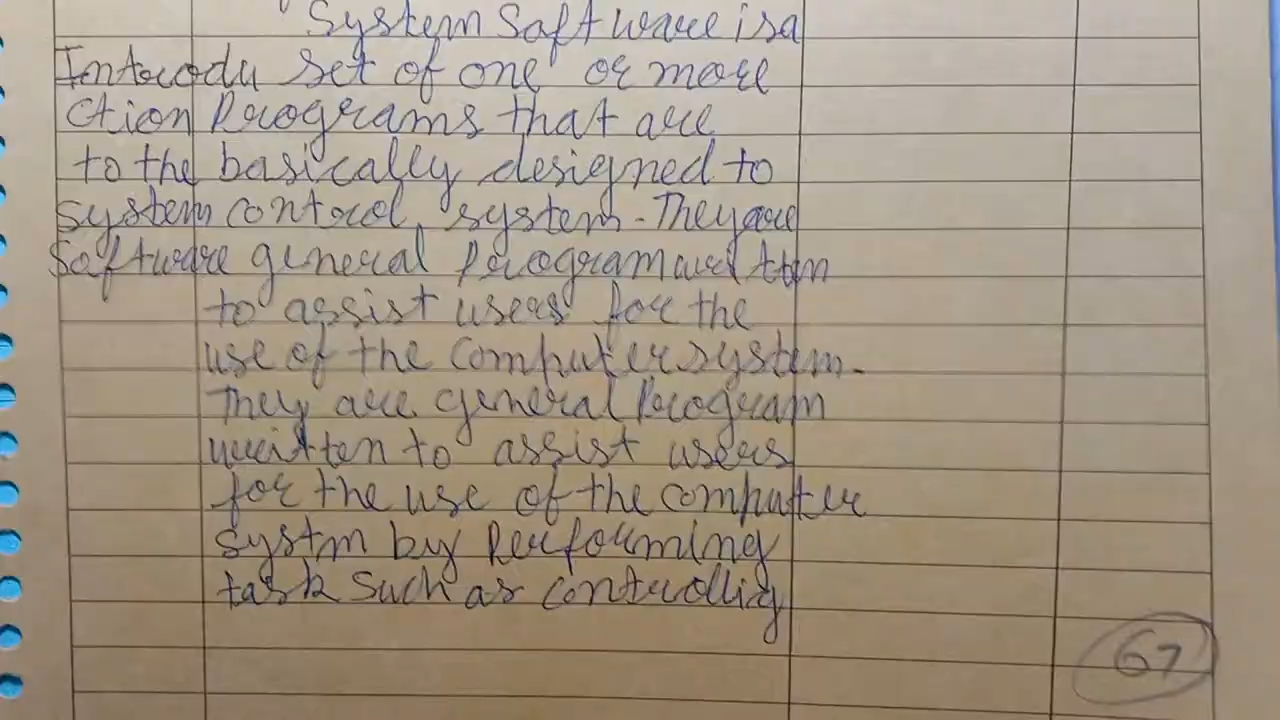 System Software is a
Introdu set of one or more
ction Programs that are
to the basically designed to
system control system. They are
Software general Program written
to assist users for the
use of the computer system.
They are general Program
written to assist users
for the use of the computer
systm by Performing
task such as controllig
67